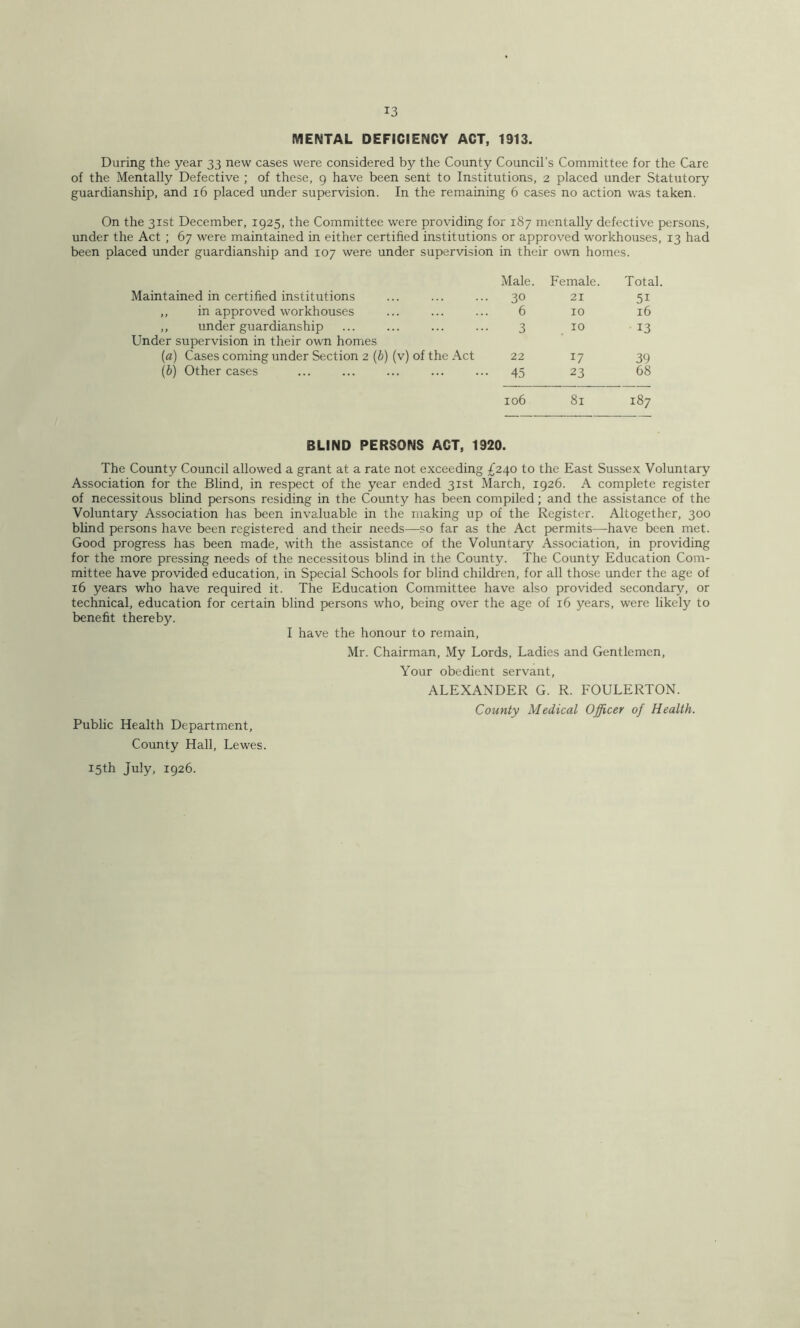 13
MENTAL DEFICIENCY ACT, 1913.
During the year 33 new cases were considered by the County Council's Committee for the Care
of the Mentally Defective ; of these, 9 have been sent to Institutions, 2 placed under Statutory
guardianship, and 16 placed under supervision. In the remaining 6 cases no action was taken.
On the 31st December, 1925, the Committee were providing for 187 mentally defective persons,
under the Act ; 67 were maintained in either certified institutions or approved workhouses, 13 had
been placed under guardianship and 107 were under supervision in their own homes.
Male. Female. Total.
Maintained in certified institutions ... ... ... 30 21 51
,, in approved workhouses ... ... ... 6 10 16
,, under guardianship ... ... ... ... 3 10 13
Under supervision in their own homes
(a) Cases coming under Section 2 (b) (v) of the Act 22 17 39
(b) Other cases ... ... ... ... ... 45 23 68
106 81 187
BLIND PERSONS ACT, 1920.
The County Council allowed a grant at a rate not exceeding £240 to the East Sussex Voluntary
Association for the Blind, in respect of the year ended 31st March, 1926. A complete register
of necessitous blind persons residing in the County has been compiled ; and the assistance of the
Voluntary Association has been invaluable in the making up of the Register. Altogether, 300
blind persons have been registered and their needs—so far as the Act permits—have been met.
Good progress has been made, with the assistance of the Voluntary Association, in providing
for the more pressing needs of the necessitous blind in the County. The County Education Com-
mittee have provided education, in Special Schools for blind children, for all those under the age of
16 years who have required it. The Education Committee have also provided secondary, or
technical, education for certain blind persons who, being over the age of 16 years, were likely to
benefit thereby.
I have the honour to remain,
Mr. Chairman, My Lords, Ladies and Gentlemen,
Your obedient servant,
ALEXANDER G. R. FOULERTON.
County Medical Officer of Health.
Public Health Department,
County Hall, Lewes.
15th July, 1926.